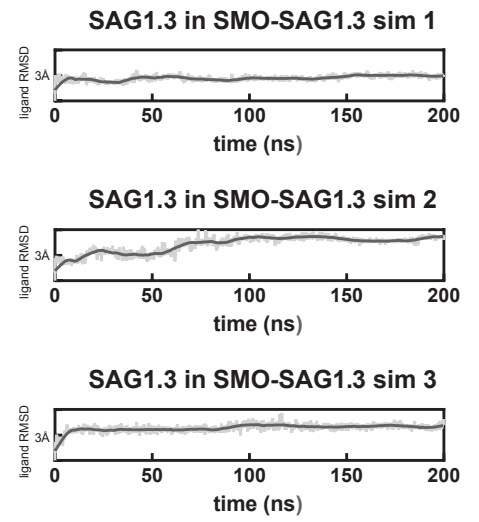 SAG1.3 in SMO-SAG1.3 sim 1
ligand RMSD
3Å
0 50 100 150 200
time (ns)
SAG1.3 in SMO-SAG1.3 sim 2
ligand RMSD
3Å
0 50 100 150 200
time (ns)
SAG1.3 in SMO-SAG1.3 sim 3
ligand RMSD
3Å
0 50 100 150 200
time (ns)